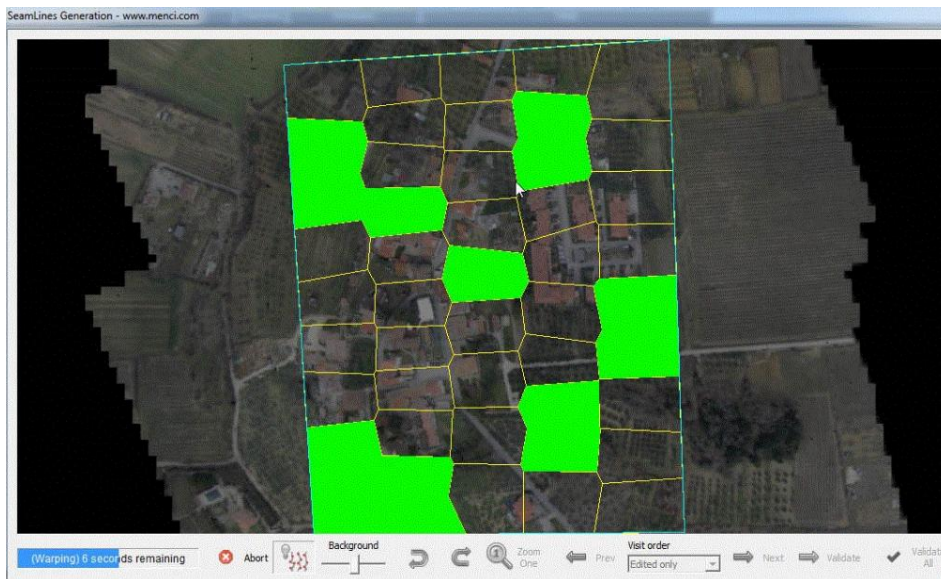 SeamLines Generation - www.menci.com
(Warping) 6 seconds remaining
Abort
Background
Zoom
One
Prev
Visit order
Edited only
Next
Validate
All